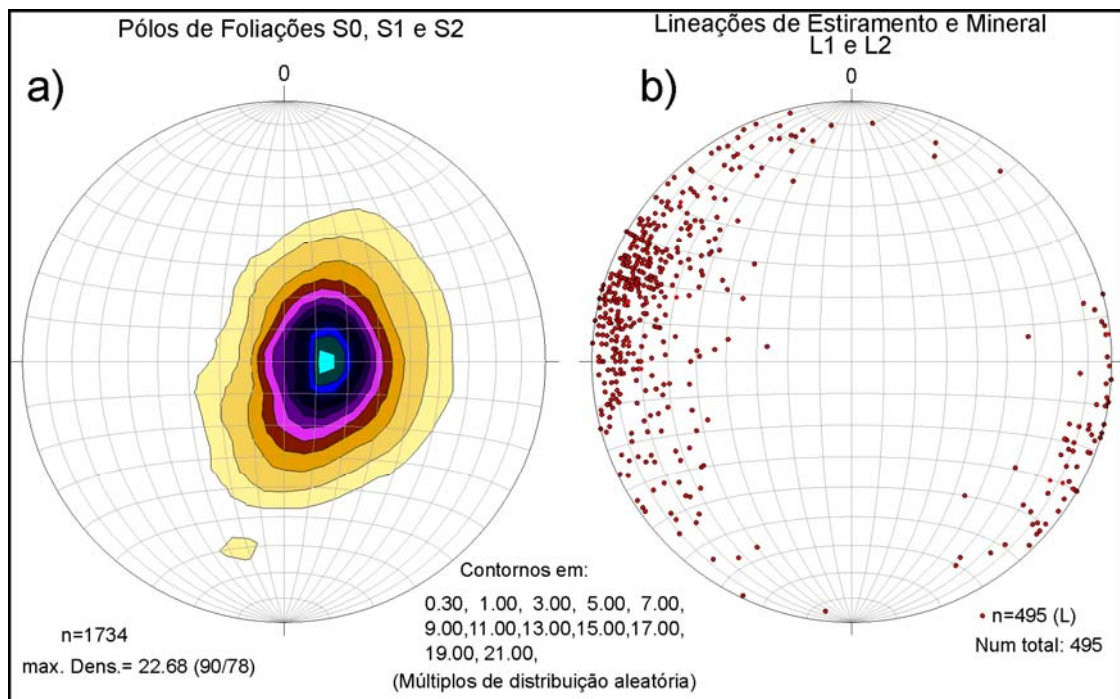 Pólos de Foliações S0, S1 e S2
a)
0
n=1734
max. Dens.= 22.68 (90/78)
Contornos em:
0.30, 1.00, 3.00, 5.00, 7.00,
9.00,11.00,13.00,15.00,17.00,
19.00, 21.00,
(Múltiplos de distribuição aleatória)
Lineações de Estiramento e Mineral
L1 e L2
b)
0
n=495 (L)
Num total: 495